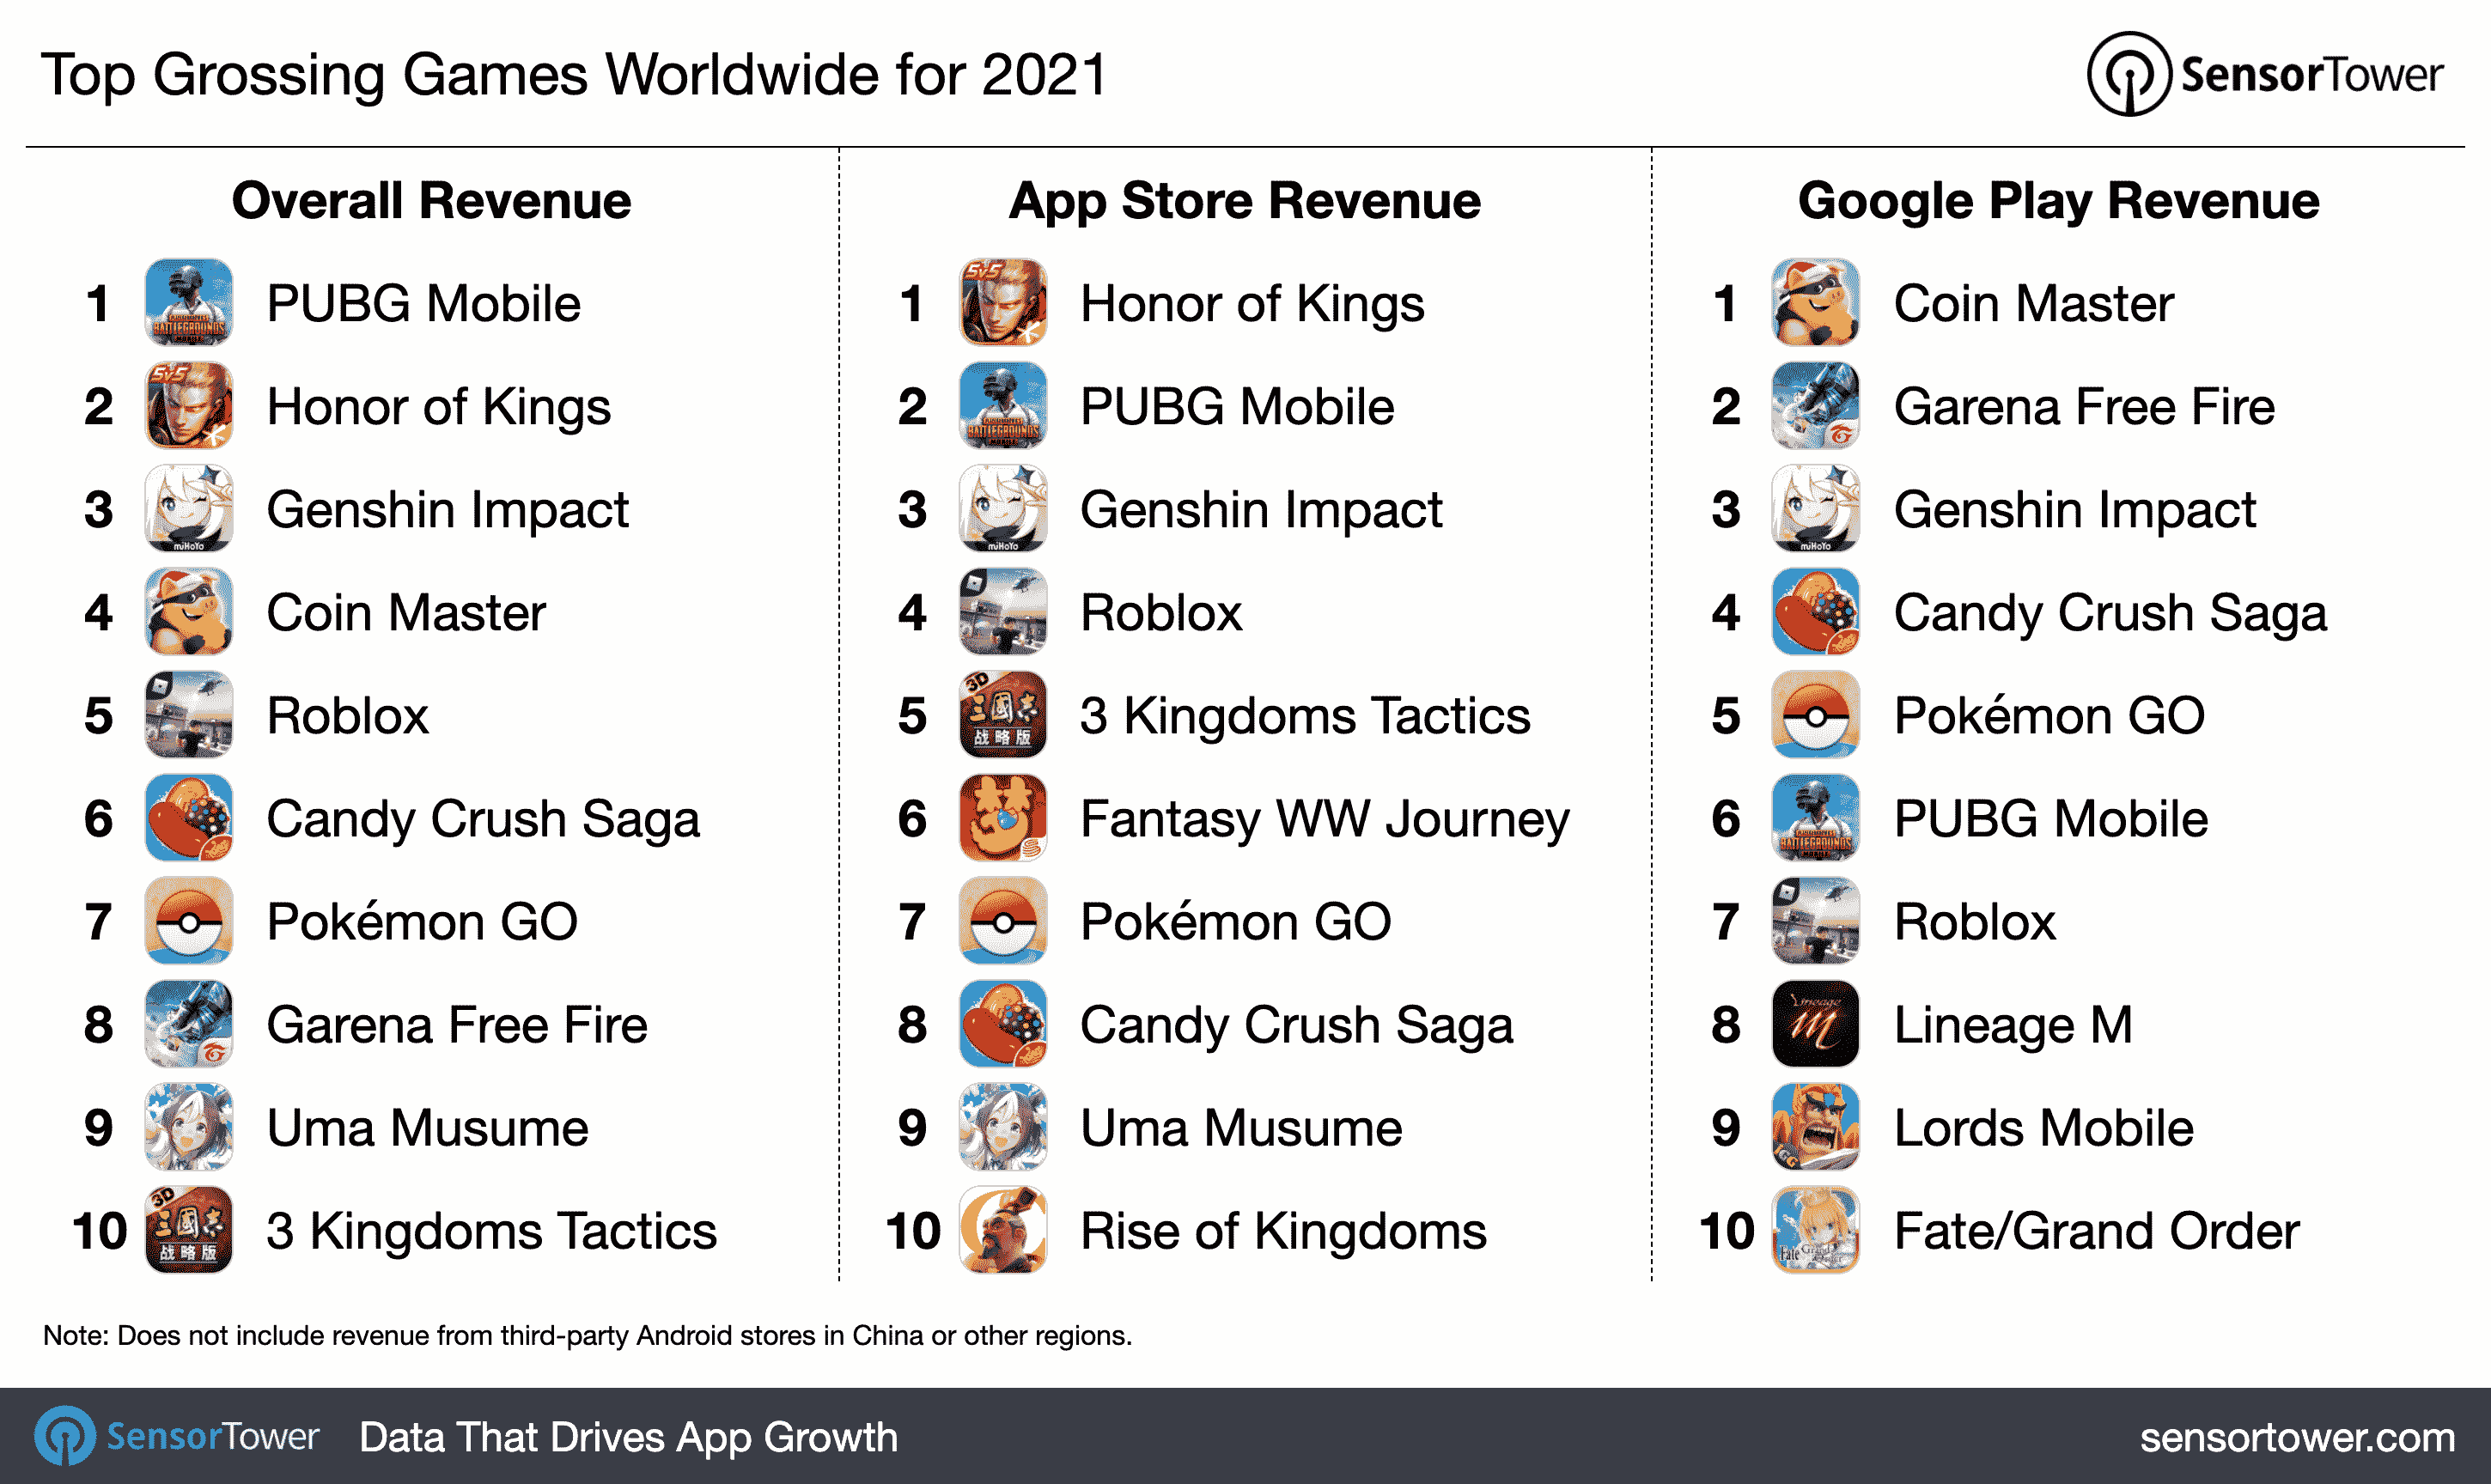 Top Grossing Games Worldwide for 2021
SensorTower
Overall Revenue
1 PUBG Mobile
2 Honor of Kings
3 Genshin Impact
4 Coin Master
5 Roblox
6 Candy Crush Saga
7 Pokémon GO
8 Garena Free Fire
9 Uma Musume
10 3 Kingdoms Tactics
App Store Revenue
1 Honor of Kings
2 PUBG Mobile
3 Genshin Impact
4 Roblox
5 3 Kingdoms Tactics
6 Fantasy WW Journey
7 Pokémon GO
8 Candy Crush Saga
9 Uma Musume
10 Rise of Kingdoms
Google Play Revenue
1 Coin Master
2 Garena Free Fire
3 Genshin Impact
4 Candy Crush Saga
5 Pokémon GO
6 PUBG Mobile
7 Roblox
8 Lineage M
9 Lords Mobile
10 Fate/Grand Order
Note: Does not include revenue from third-party Android stores in China or other regions.
SensorTower Data That Drives App Growth
sensortower.com